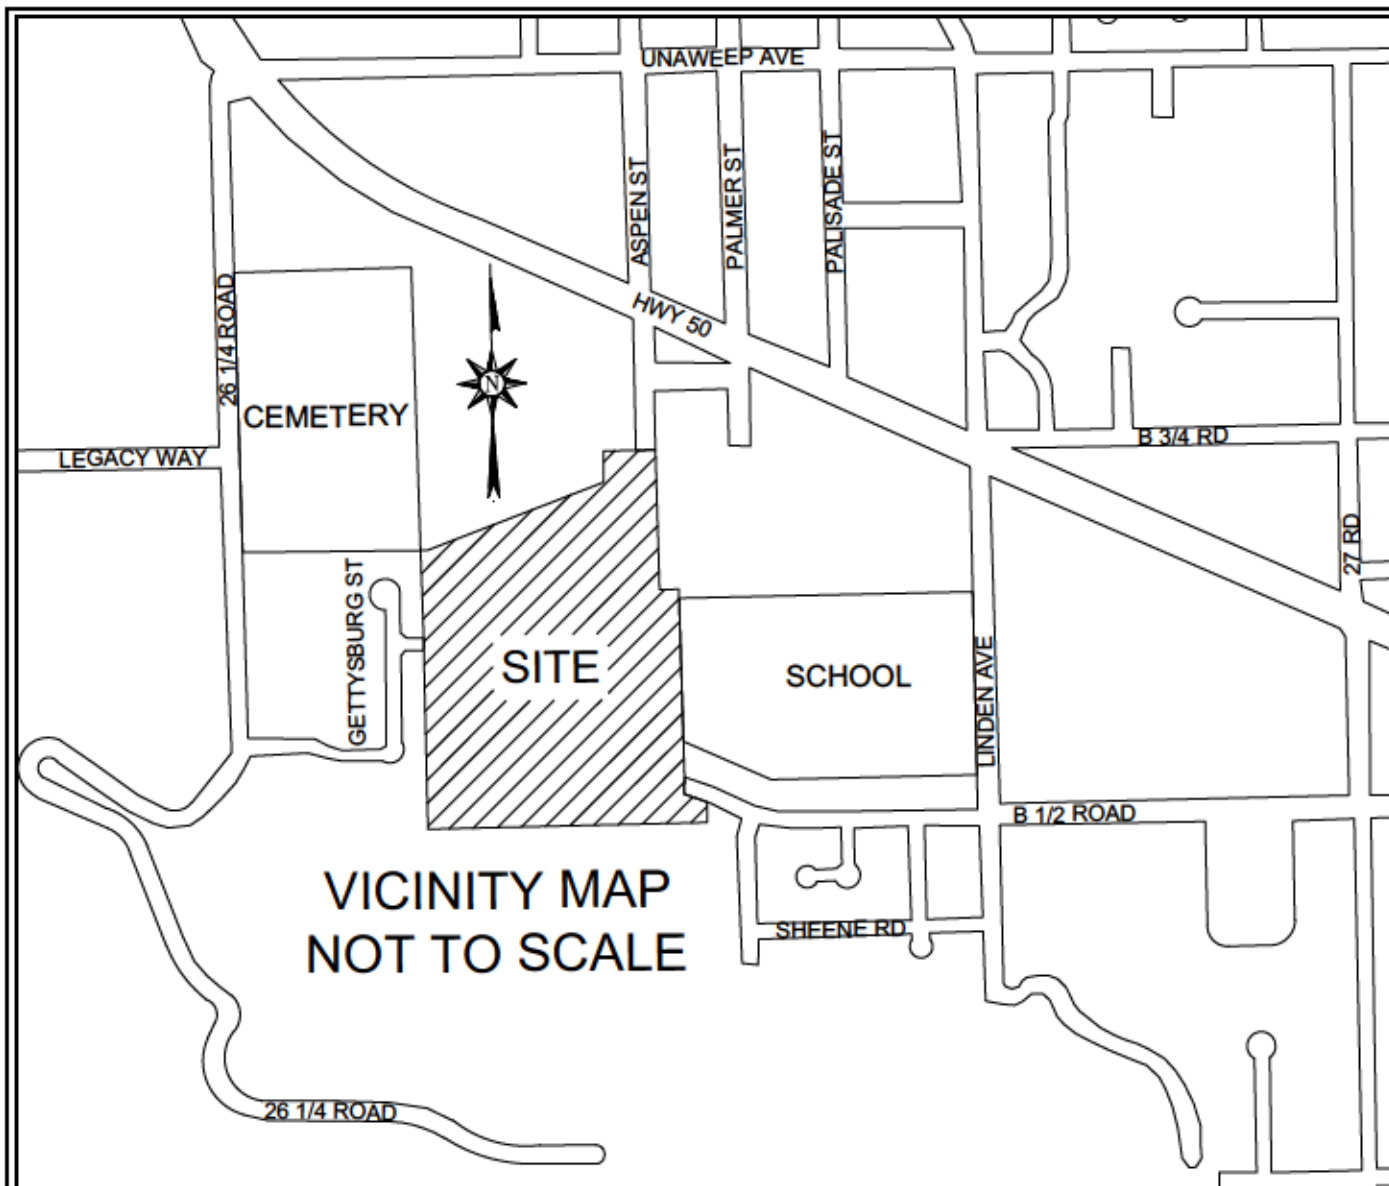 UNAWEEP AVE
ASPEN ST
PALMER ST
PALISADE ST
HWY 50
26 1/4 ROAD
N
CEMETERY
LEGACY WAY
B 3/4 RD
27 RD
GETTYSBURG ST
SITE
SCHOOL
LINDEN AVE
B 1/2 ROAD
VICINITY MAP
NOT TO SCALE
SHEENE RD
26 1/4 ROAD